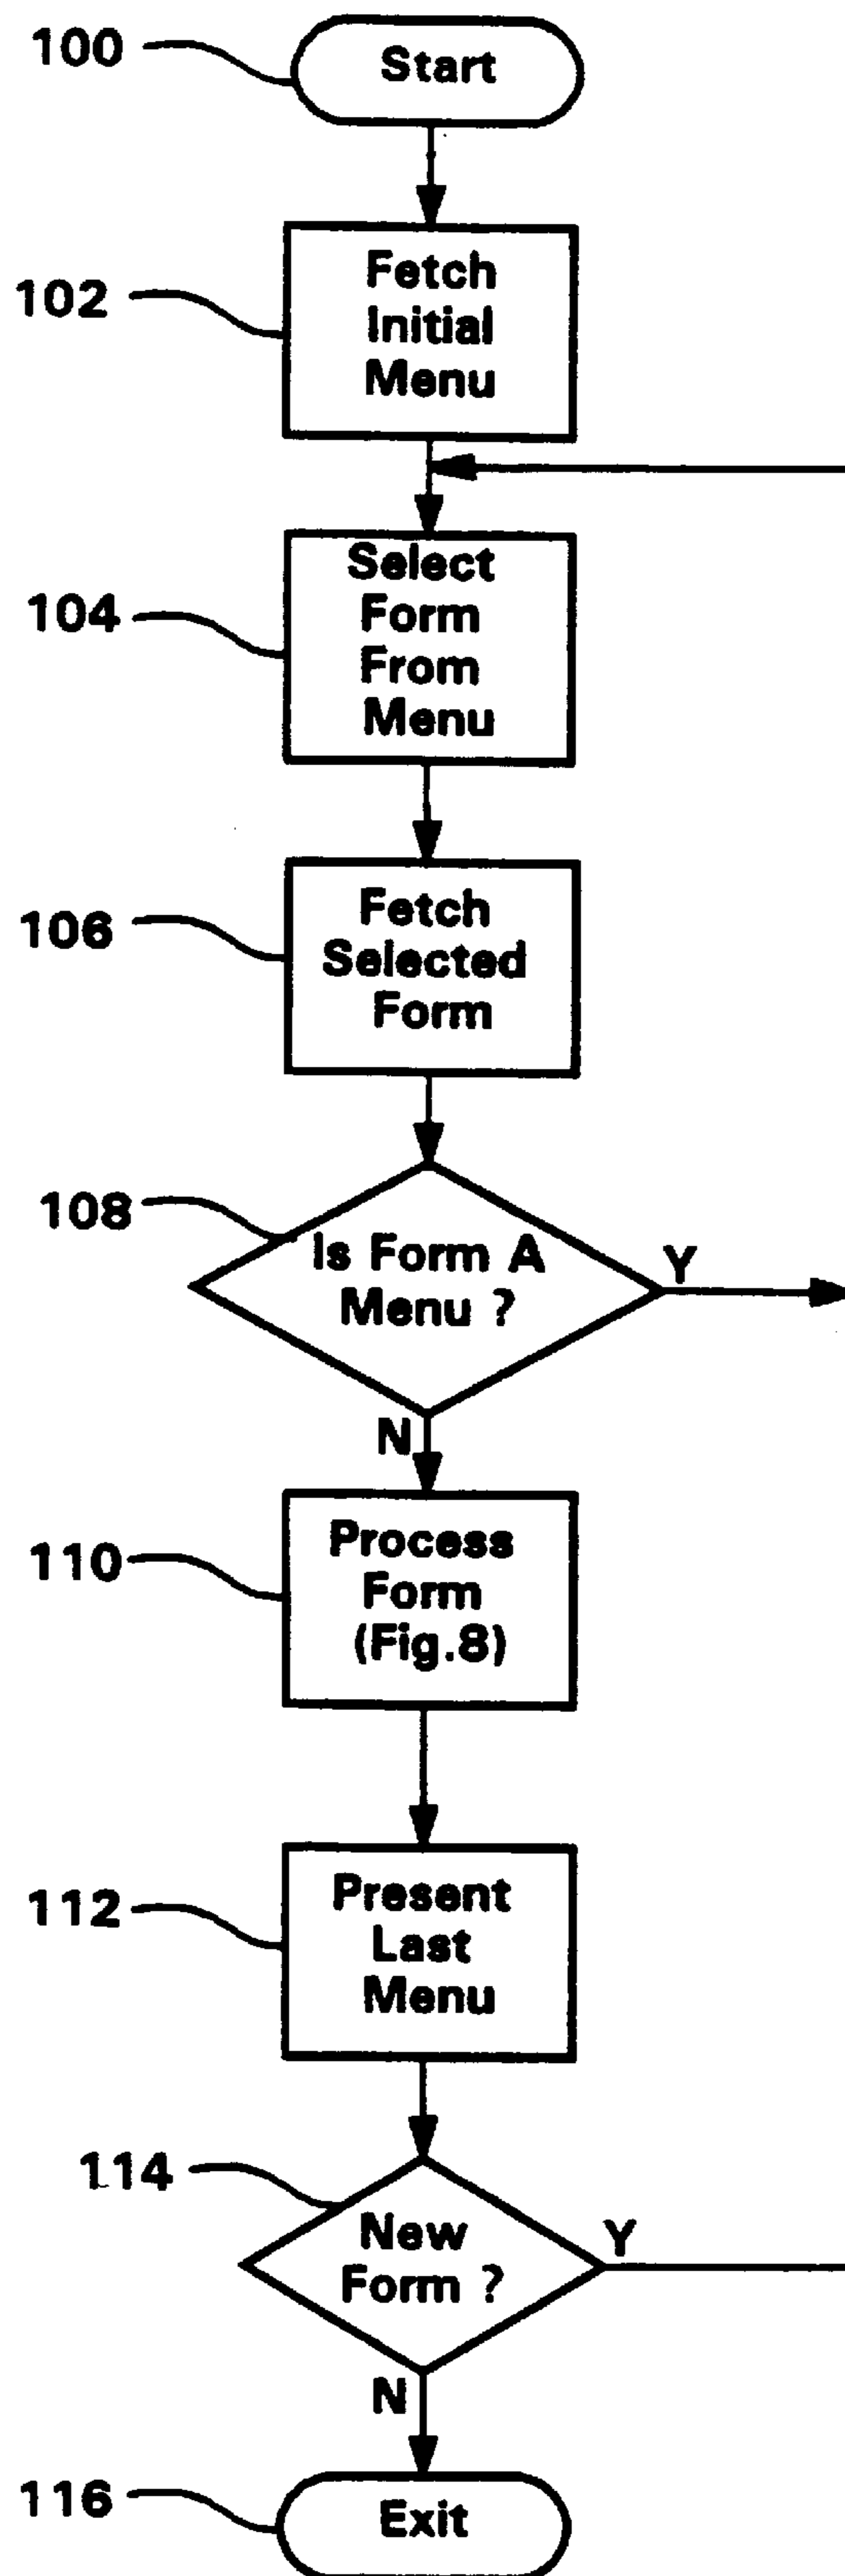 100
Start
102
Fetch
Initial
Menu
104
Select
Form
From
Menu
106
Fetch
Selected
Form
108
Is Form A
Menu ?
Y
N
110
Process
Form
(Fig.8)
112
Present
Last
Menu
114
New
Form ?
Y
N
116
Exit